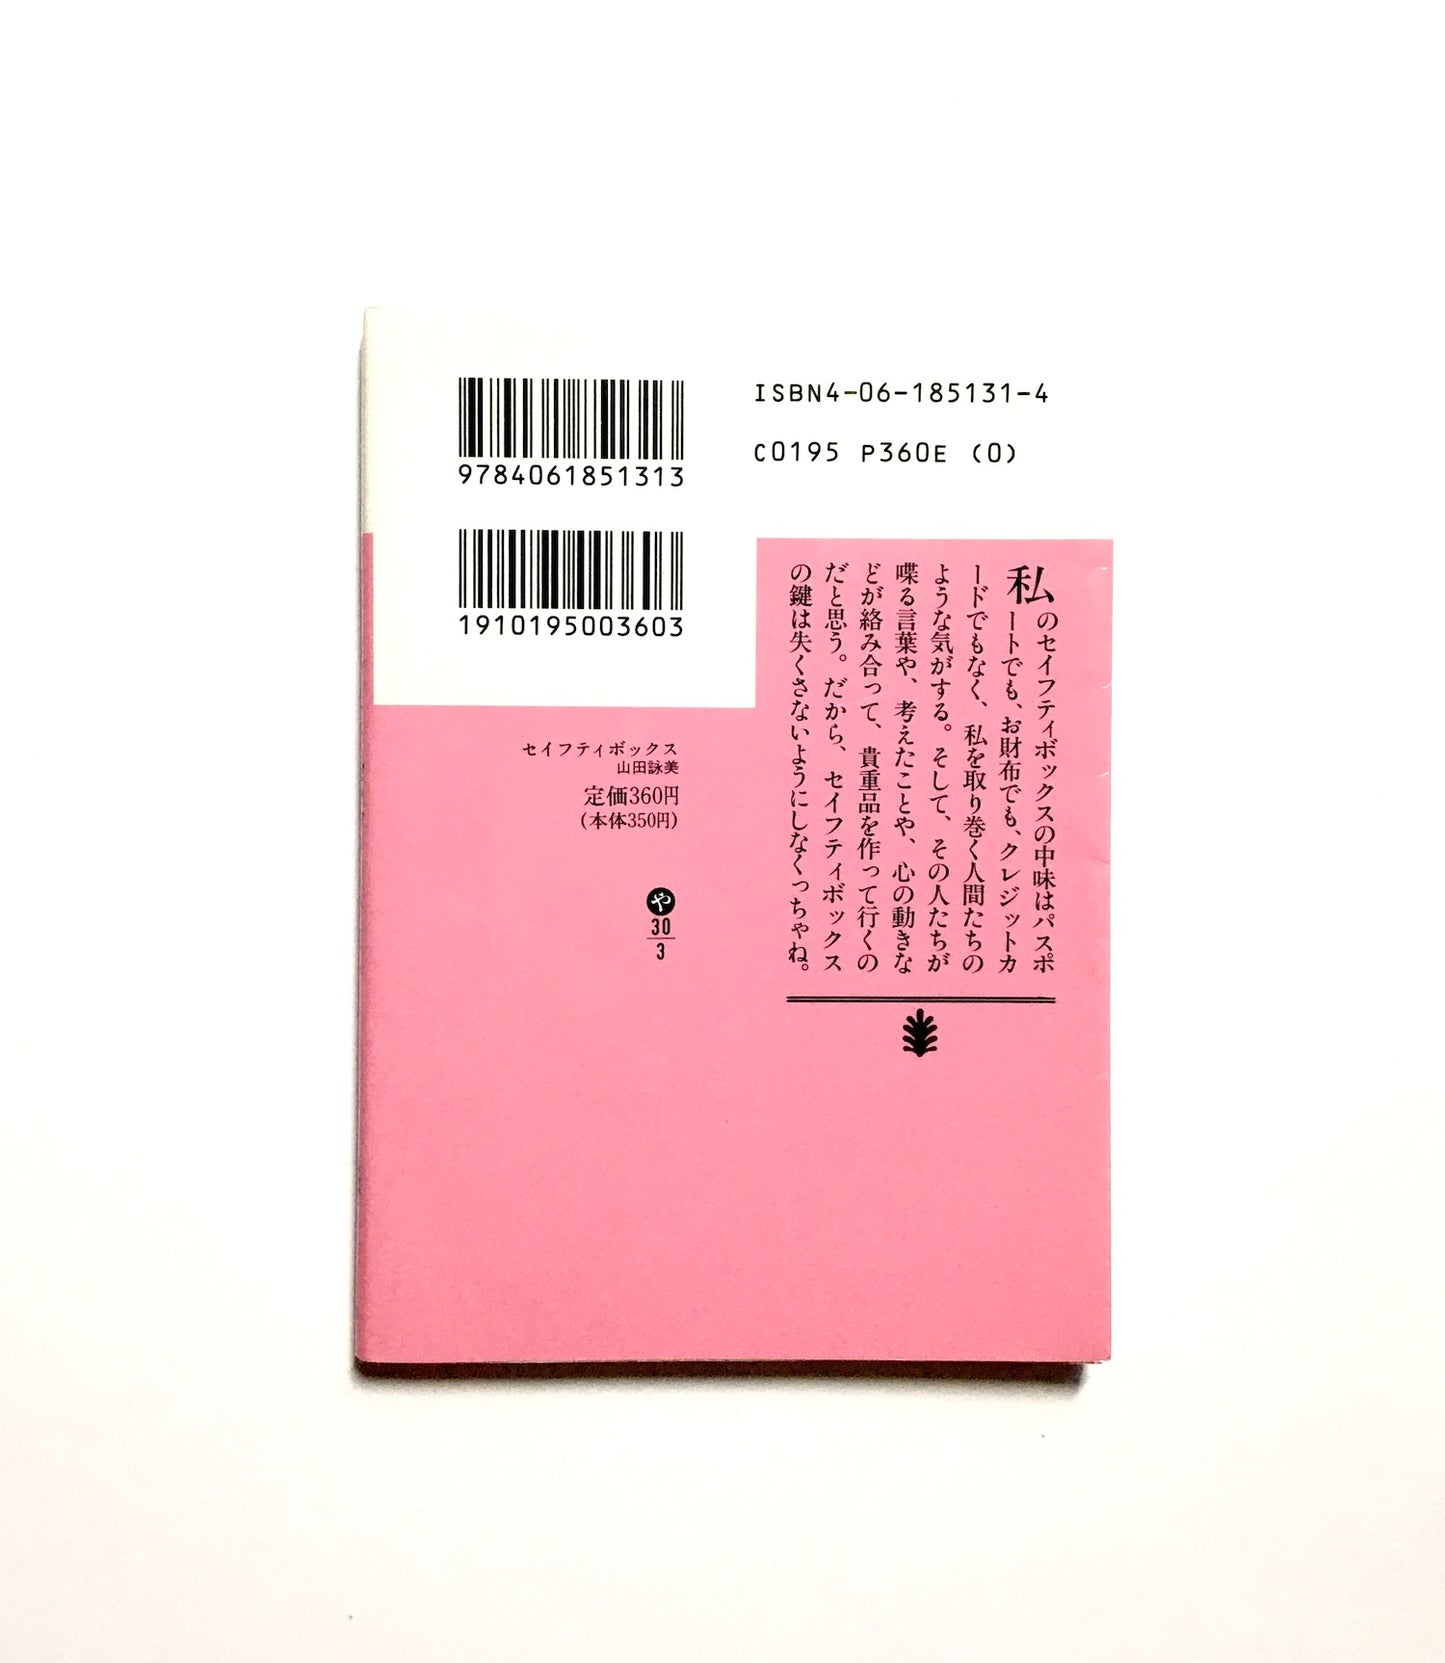 9784061851313
ISBN4-06-185131-4
C0195 P360E (0)
1910195003603
私のセイフティボックスの中味はパスポ
ートでも、お財布でも、クレジットカ
ードでもなく、私を取り巻く人間たちの
ような気がする。そして、その人たちが
喋る言葉や、考えたことや、心の動きな
どが絡み合って、貴重品を作って行くの
だと思う。だから、セイフティボックス
の鍵は失くさないようにしなくっちゃね。
セイフティボックス
山田詠美
定価360円
(本体350円)
や
30
3